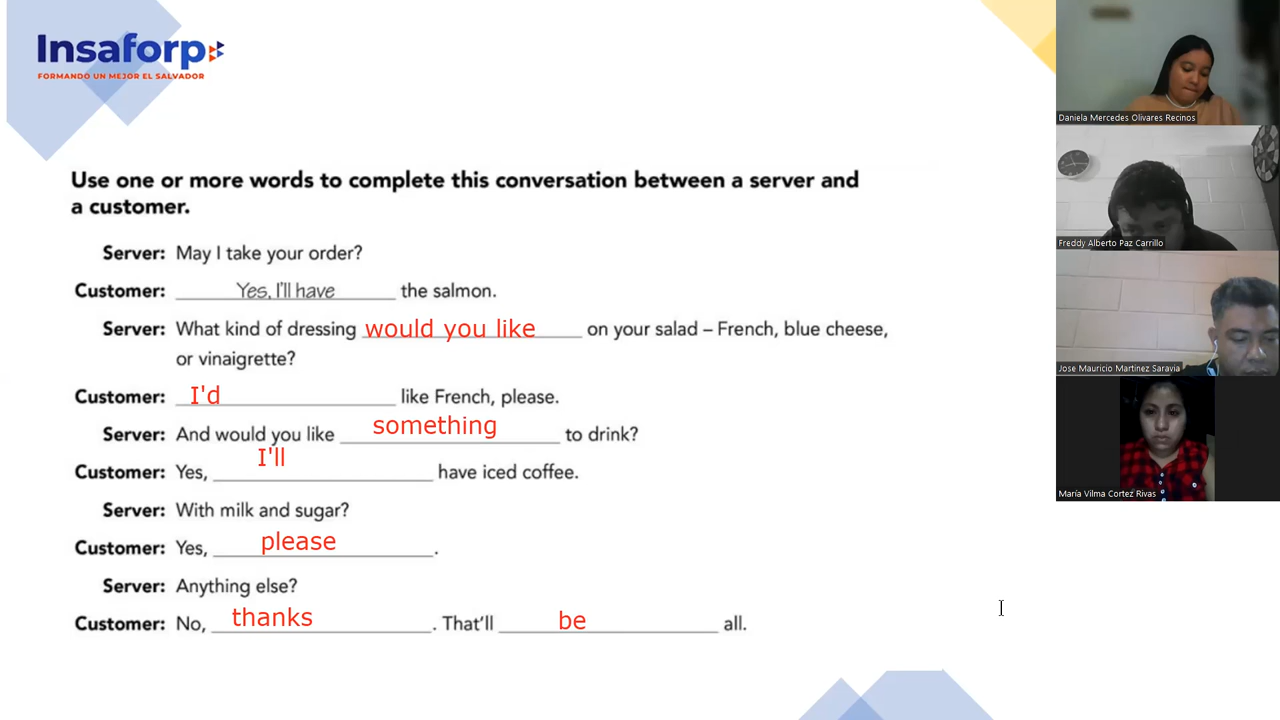 Insaforp
FORMANDO UN MEJOR EL SALVADOR
Use one or more words to complete this conversation between a server and
a customer.
Server: May I take your order?
Customer: Yes, I'll have the salmon.
Server: What kind of dressing would you like on your salad – French, blue cheese,
or vinaigrette?
Customer: I'd like French, please.
Server: And would you like something to drink?
Customer: Yes, I'll have iced coffee.
Server: With milk and sugar?
Customer: Yes, please.
Server: Anything else?
Customer: No, thanks. That'll be all.
Daniela Mercedes Olivares Recinos
Freddy Alberto Paz Carrillo
Jose Mauricio Martinez Saravia
María Vilma Cortez Rivas